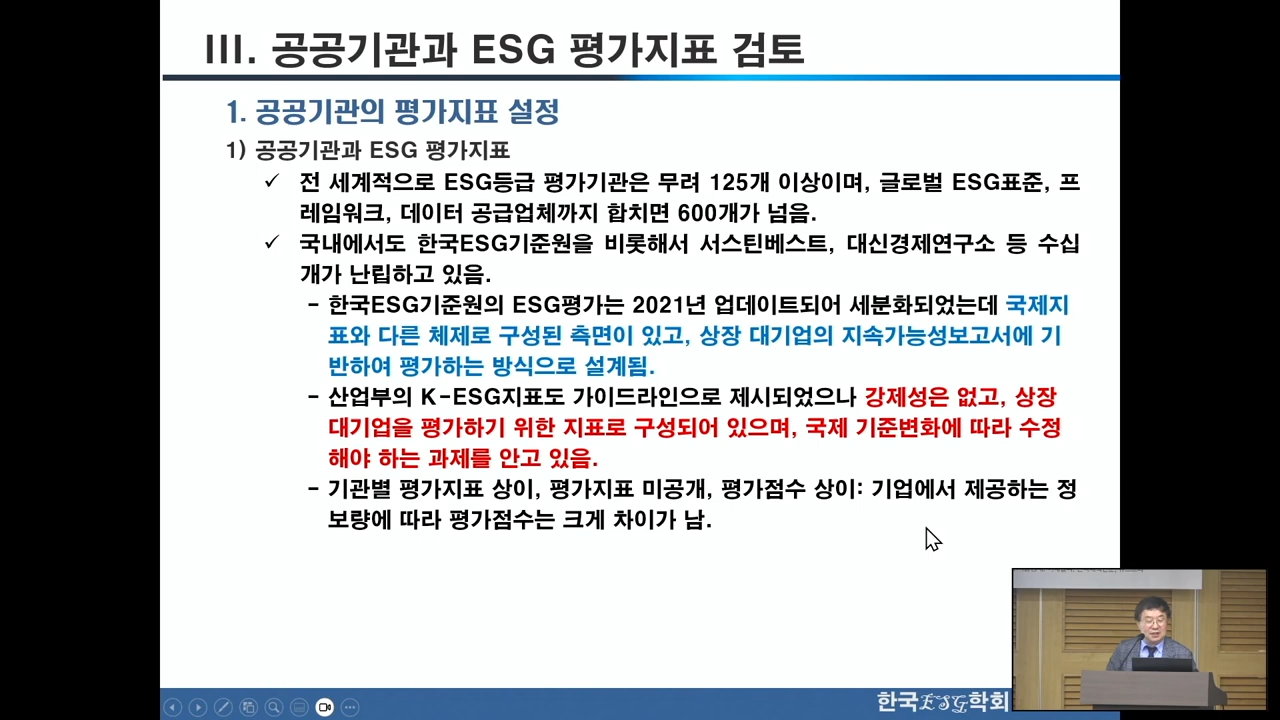 III. 공공기관과 ESG 평가지표 검토
1. 공공기관의 평가지표 설정
1) 공공기관과 ESG 평가지표
✓ 전 세계적으로 ESG등급 평가기관은 무려 125개 이상이며, 글로벌 ESG표준, 프
레임워크, 데이터 공급업체까지 합치면 600개가 넘음.
✓ 국내에서도 한국ESG기준원을 비롯해서 서스틴베스트, 대신경제연구소 등 수십
개가 난립하고 있음.
- 한국ESG기준원의 ESG평가는 2021년 업데이트되어 세분화되었는데 국제지
표와 다른 체제로 구성된 측면이 있고, 상장 대기업의 지속가능성보고서에 기
반하여 평가하는 방식으로 설계됨.
- 산업부의 K-ESG지표도 가이드라인으로 제시되었으나 강제성은 없고, 상장
대기업을 평가하기 위한 지표로 구성되어 있으며, 국제 기준변화에 따라 수정
해야 하는 과제를 안고 있음.
- 기관별 평가지표 상이, 평가지표 미공개, 평가점수 상이: 기업에서 제공하는 정
보량에 따라 평가점수는 크게 차이가 남.
한국ESG학회